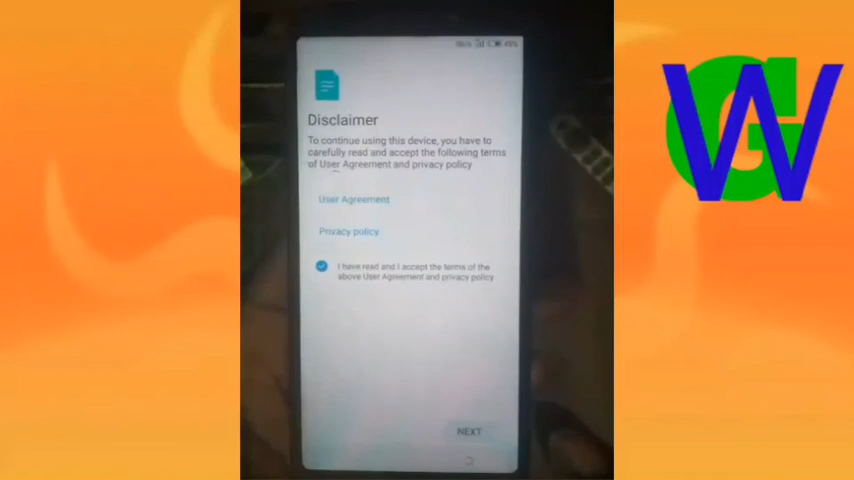 Disclaimer
To continue using this device, you have to
carefully read and accept the following terms
of User Agreement and privacy policy
User Agreement
Privacy policy
I have read and I accept the terms of the
above User Agreement and privacy policy
NEXT
GW